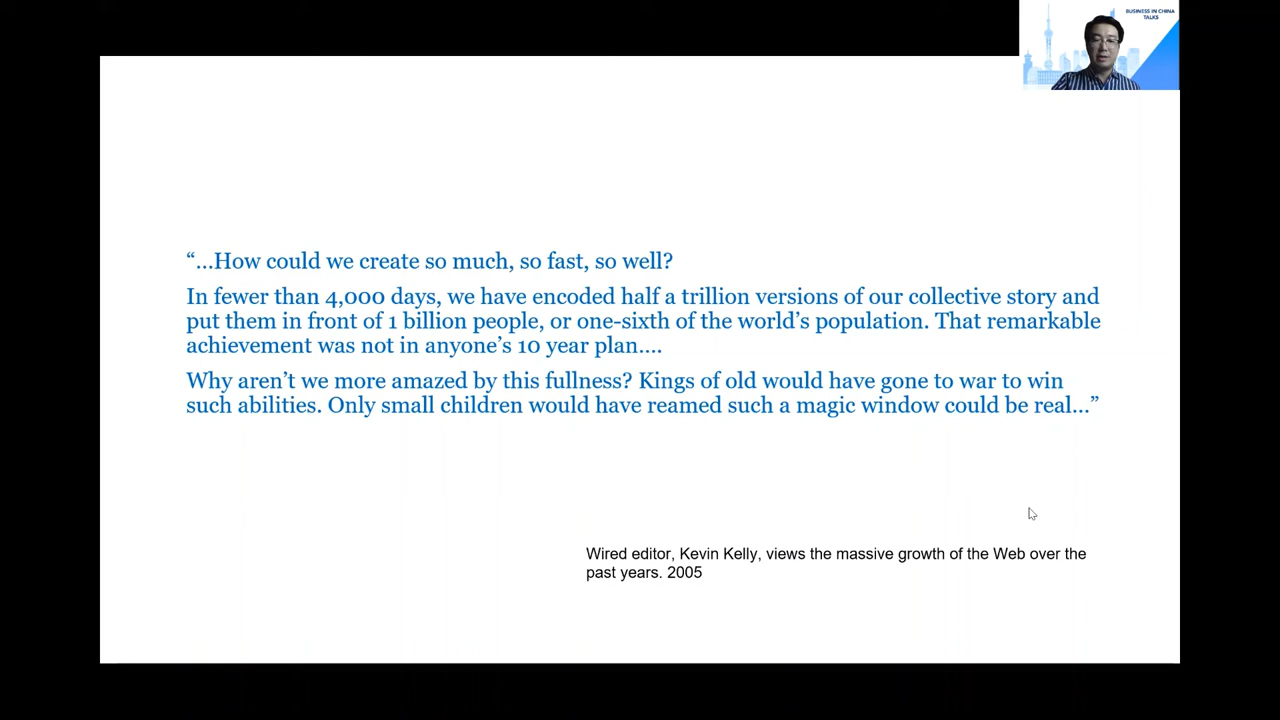 BUSINESS IN CHINA
TALKS
“...How could we create so much, so fast, so well?
In fewer than 4,000 days, we have encoded half a trillion versions of our collective story and
put them in front of 1 billion people, or one-sixth of the world’s population. That remarkable
achievement was not in anyone’s 10 year plan....
Why aren’t we more amazed by this fullness? Kings of old would have gone to war to win
such abilities. Only small children would have reamed such a magic window could be real...”
Wired editor, Kevin Kelly, views the massive growth of the Web over the
past years. 2005